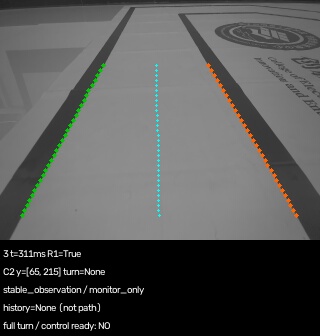 3 t=311ms R1=True
C2 y=[65, 215] turn=None
stable_observation / monitor_only
history=None (not path)
full turn / control ready: NO